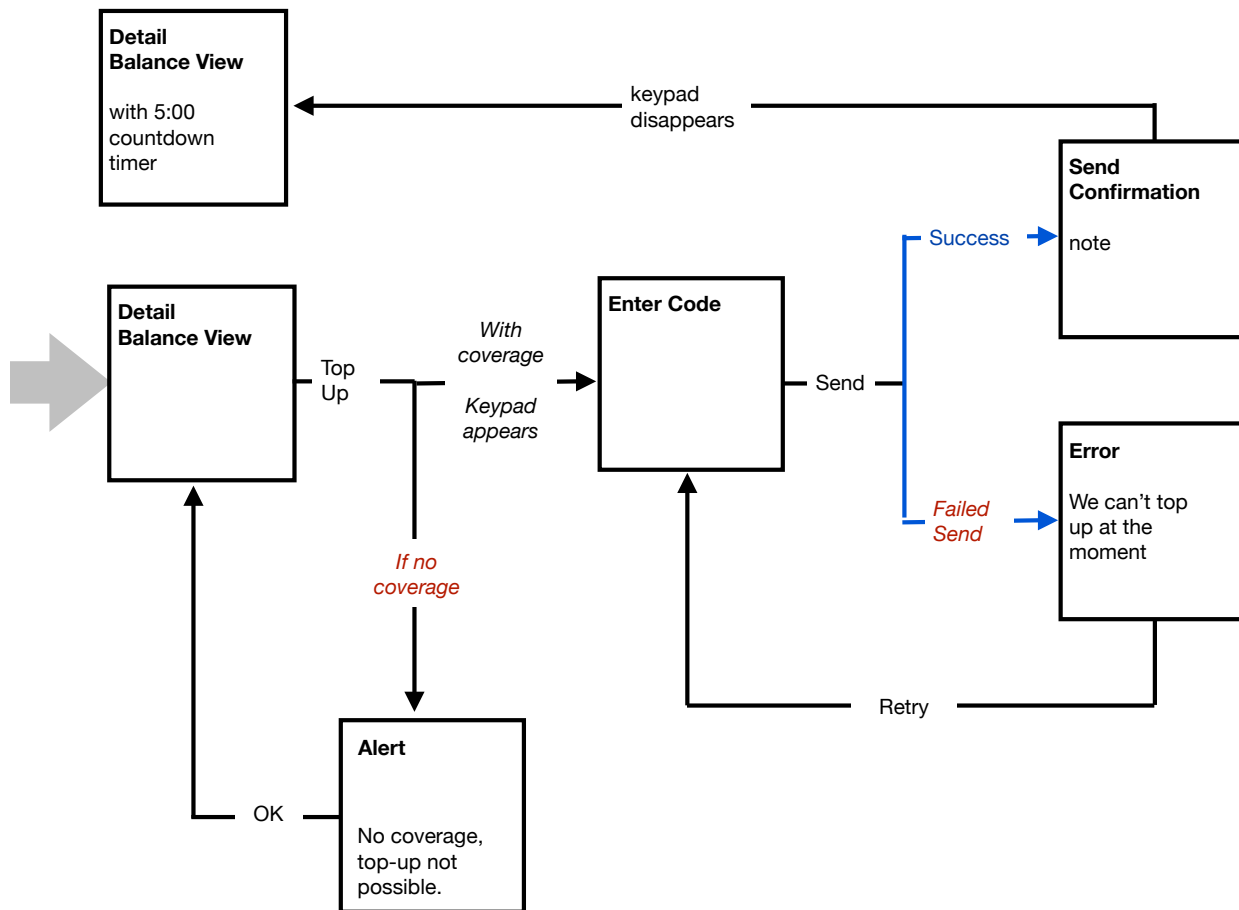 Detail
Balance View
with 5:00
countdown
timer
keypad
disappears
Send
Confirmation
note
Success
Detail
Balance View
Top
Up
With
coverage
Keypad
appears
Enter Code
Send
Error
We can’t top
up at the
moment
Failed
Send
If no
coverage
Retry
Alert
No coverage,
top-up not
possible.
OK